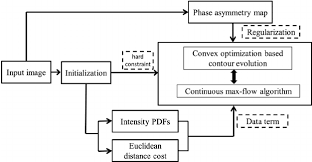 Phase asymmetry map
Regularization
hard
constraint
Convex optimization based
contour evolution
Input image
Initialization
Continuous max-flow algorithm
Intensity PDFs
Data term
Euclidean
distance cost